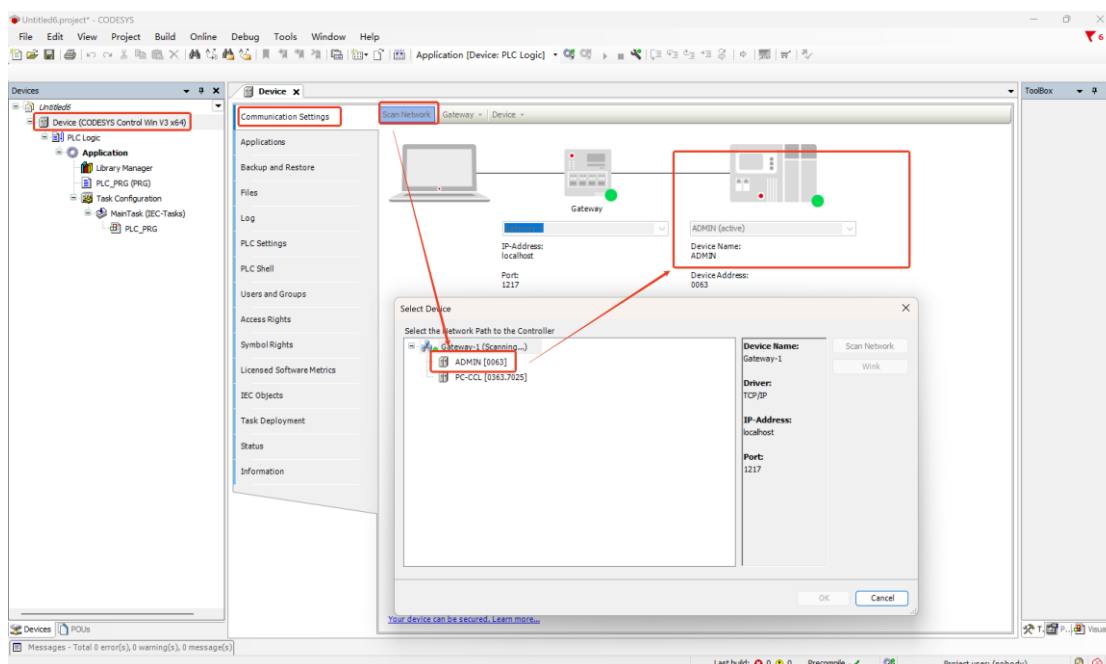 Untitled6.project* - CODESYS
File Edit View Project Build Online Debug Tools Window Help
6
Application [Device: PLC Logic]
Devices
Untitled6
Device (CODESYS Control Win V3 x64)
PLC Logic
Application
Library Manager
PLC_PRG (PRG)
Task Configuration
MainTask (IEC-Tasks)
PLC_PRG
Device
Communication Settings
Applications
Backup and Restore
Files
Log
PLC Settings
PLC Shell
Users and Groups
Access Rights
Symbol Rights
Licensed Software Metrics
IEC Objects
Task Deployment
Status
Information
Scan Network Gateway Device
Gateway
IP-Address:
localhost
Port:
1217
ADMIN (active)
Device Name:
ADMIN
Device Address:
0063
Select Device
Select the Network Path to the Controller
Gateway-1 (Scanning...)
ADMIN [0063]
PC-CCL [0363.7025]
Device Name:
Gateway-1
Driver:
TCP/IP
IP-Address:
localhost
Port:
1217
Scan Network
Wink
OK Cancel
Your device can be secured. Learn more...
ToolBox
Devices POUs
T. P... Visua
Messages - Total 0 error(s), 0 warning(s), 0 message(s)
Last build: 0 0 Precompile
Project user: (nobody)